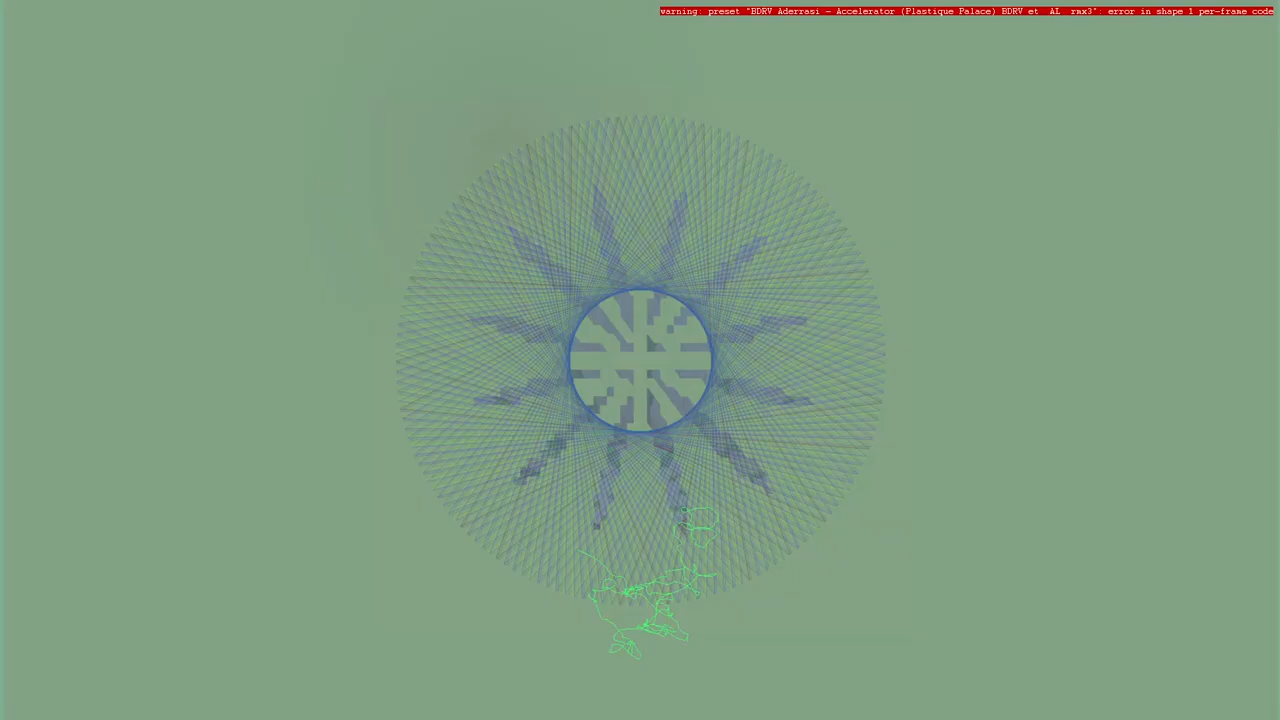 warning: preset "BDRV Aderrasi - Accelerator (Plastique Palace) BDRV et  AL  rmx3": error in shape 1 per-frame code